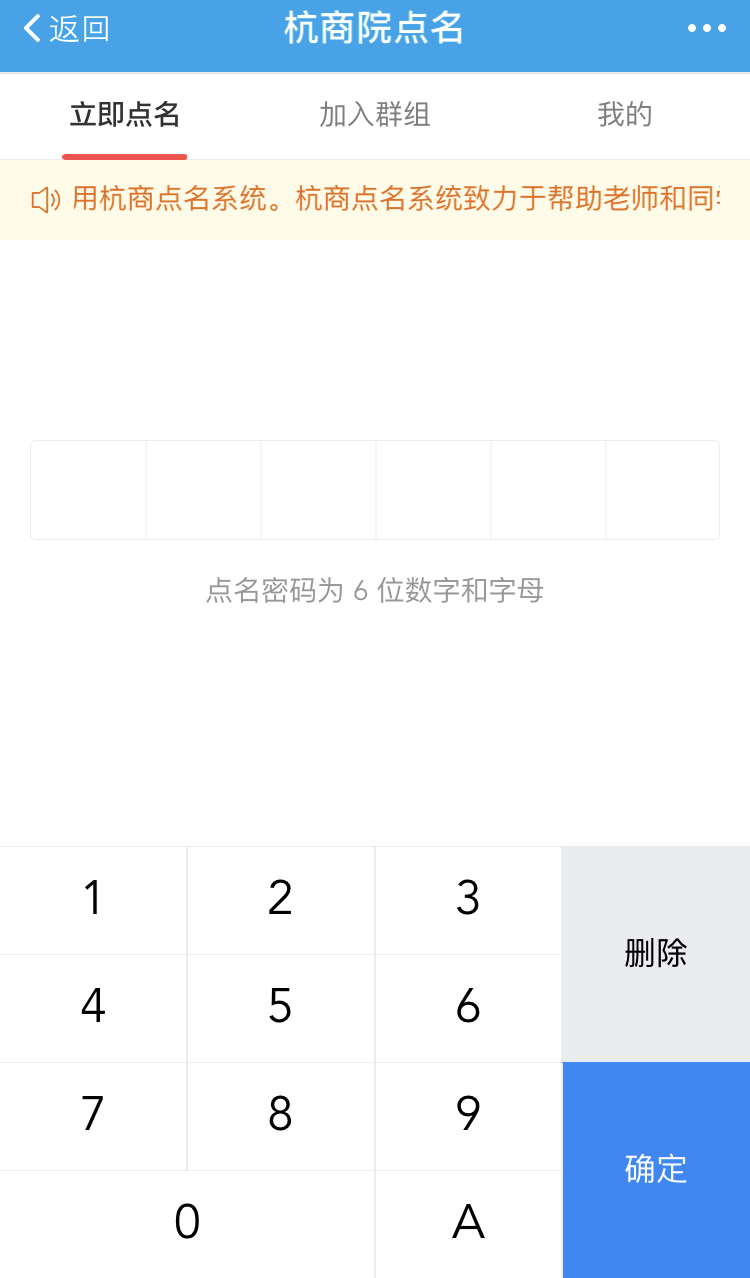 返回 杭商院点名
立即点名 加入群组 我的
用杭商点名系统。杭商点名系统致力于帮助老师和同
点名密码为 6 位数字和字母
1 2 3
删除
4 5 6
7 8 9
确定
0 A